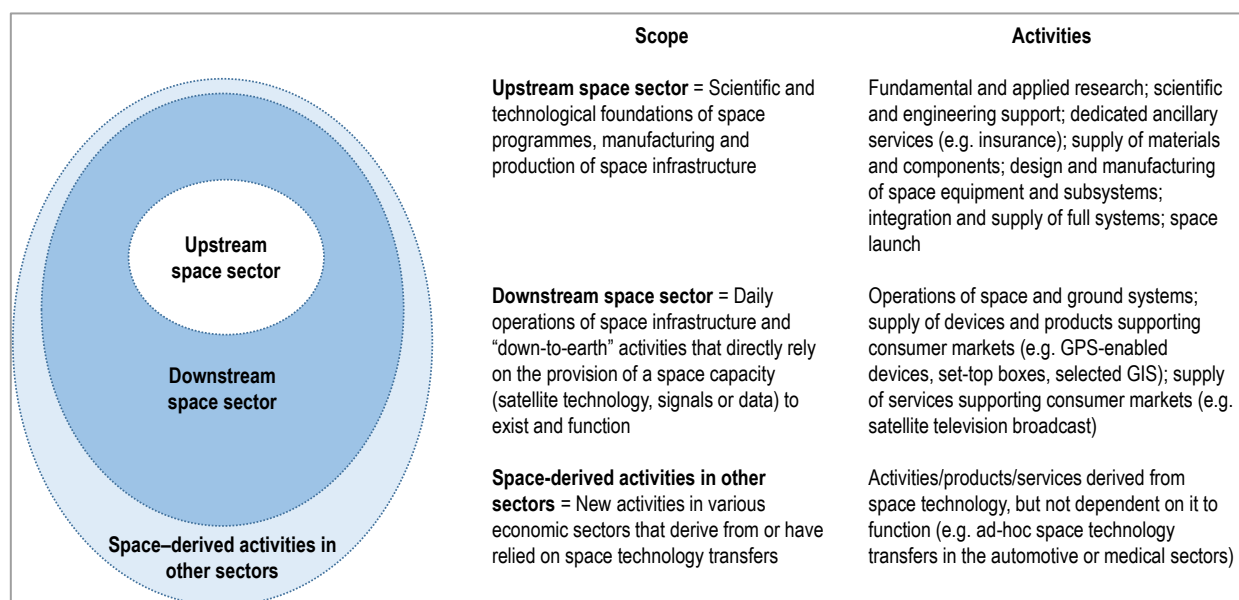 Scope
Activities
Upstream space sector = Scientific and
technological foundations of space
programmes, manufacturing and
production of space infrastructure
Fundamental and applied research; scientific
and engineering support; dedicated ancillary
services (e.g. insurance); supply of materials
and components; design and manufacturing
of space equipment and subsystems;
integration and supply of full systems; space
launch
Upstream
space sector
Downstream space sector = Daily
operations of space infrastructure and
“down-to-earth” activities that directly rely
on the provision of a space capacity
(satellite technology, signals or data) to
exist and function
Operations of space and ground systems;
supply of devices and products supporting
consumer markets (e.g. GPS-enabled
devices, set-top boxes, selected GIS); supply
of services supporting consumer markets (e.g.
satellite television broadcast)
Downstream
space sector
Space-derived activities in other
sectors = New activities in various
economic sectors that derive from or have
relied on space technology transfers
Activities/products/services derived from
space technology, but not dependent on it to
function (e.g. ad-hoc space technology
transfers in the automotive or medical sectors)
Space–derived activities in
other sectors